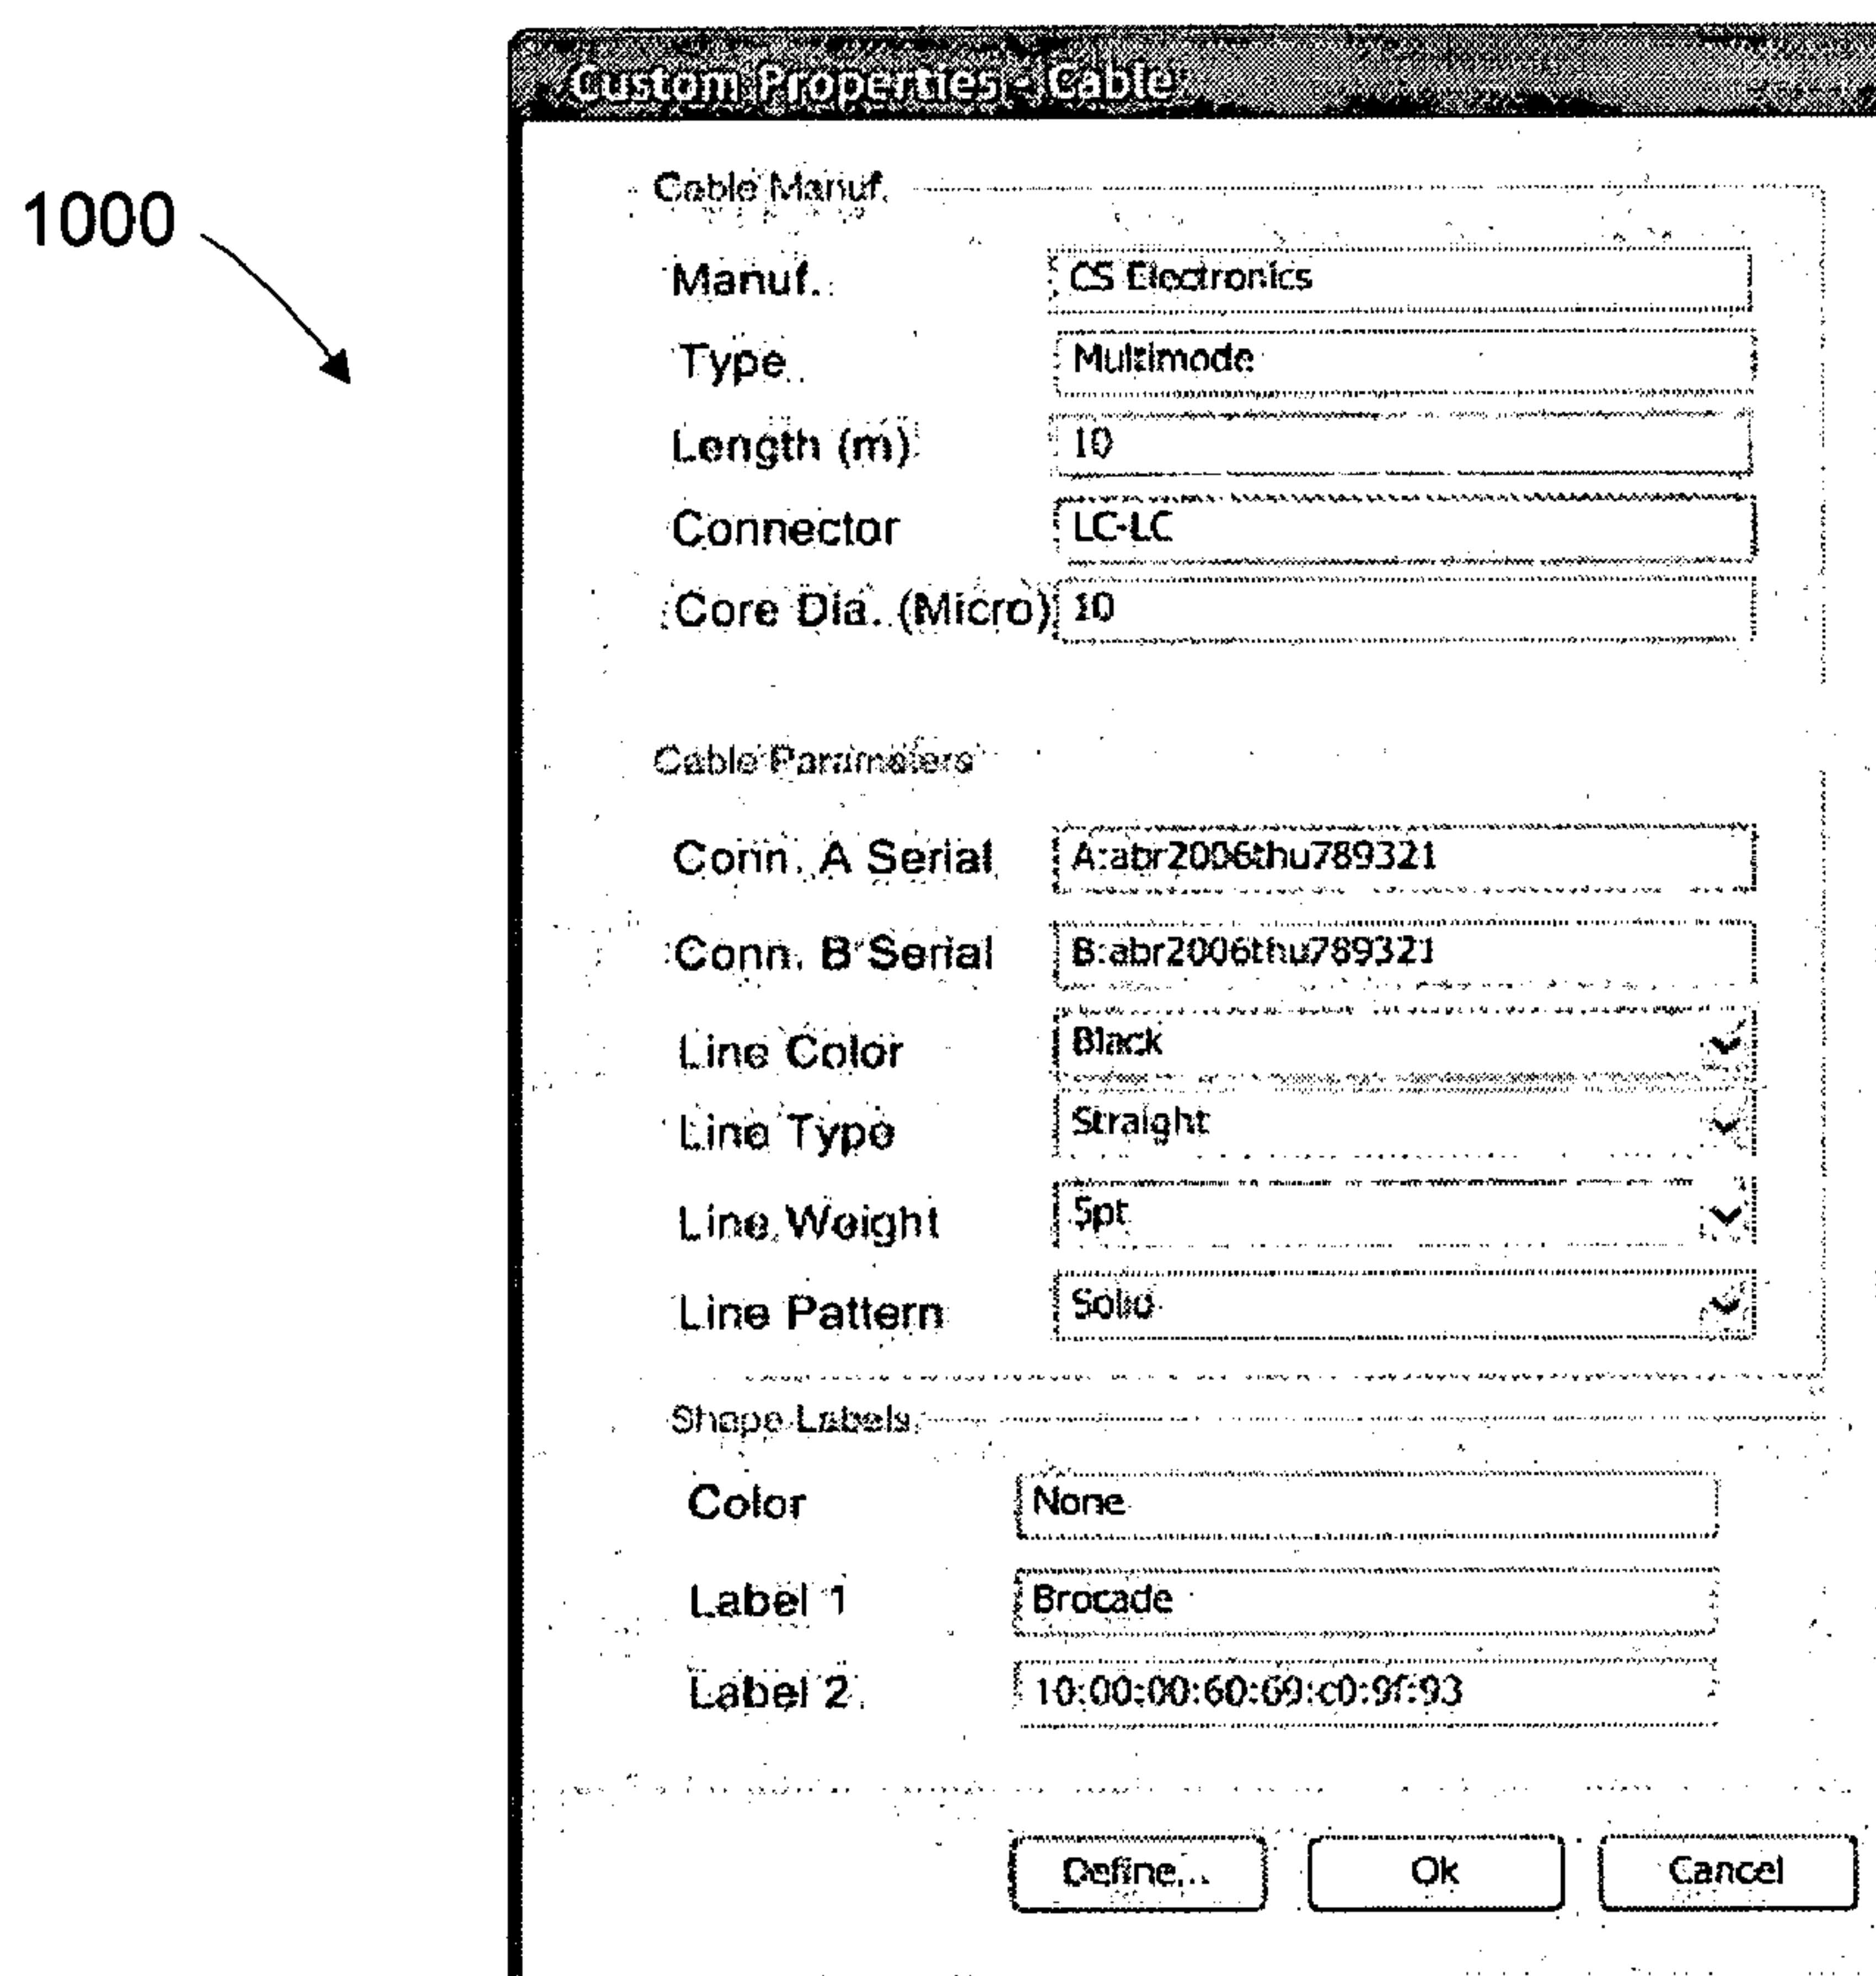 Custom Properties - Cable
1000
Cable Manuf.
Manuf. CS Electronics
Type Multimode
Length (m) 10
Connector LC-LC
Core Dia. (Micro) 10
Cable Parameters
Conn. A Serial A:abr2006thu789321
Conn. B Serial B:abr2006thu789321
Line Color Black
Line Type Straight
Line Weight 5pt
Line Pattern Solid
Shape Labels
Color None
Label 1 Brocade
Label 2 10:00:00:60:69:c0:9f:93
Define... Ok Cancel